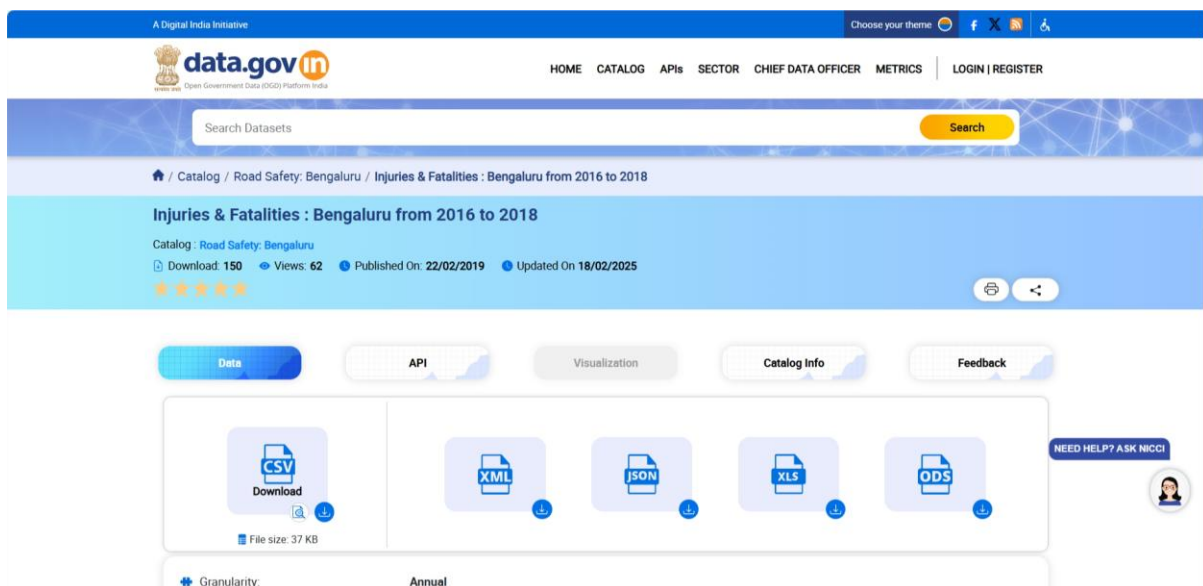 A Digital India Initiative
Choose your theme
data.gov in
Open Government Data (OGD) Platform India
HOME CATALOG APIs SECTOR CHIEF DATA OFFICER METRICS LOGIN | REGISTER
Search Datasets
Search
/ Catalog / Road Safety: Bengaluru / Injuries & Fatalities : Bengaluru from 2016 to 2018
Injuries & Fatalities : Bengaluru from 2016 to 2018
Catalog : Road Safety: Bengaluru
Download: 150 Views: 62 Published On: 22/02/2019 Updated On 18/02/2025
Data API Visualization Catalog Info Feedback
CSV
Download
XML
JSON
XLS
ODS
NEED HELP? ASK NICCI
File size: 37 KB
Granularity: Annual